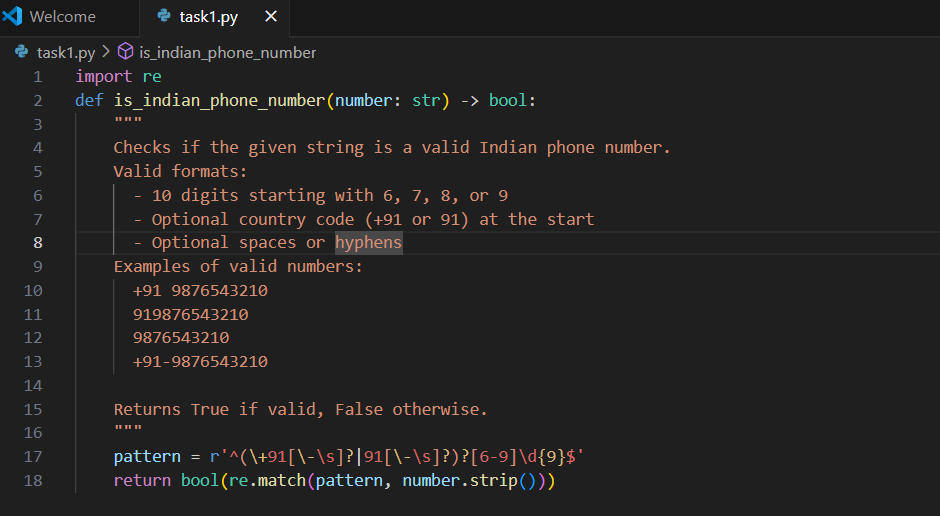 Welcome task1.py
task1.py > is_indian_phone_number
1 import re
2 def is_indian_phone_number(number: str) -> bool:
3 """
4 Checks if the given string is a valid Indian phone number.
5 Valid formats:
6 - 10 digits starting with 6, 7, 8, or 9
7 - Optional country code (+91 or 91) at the start
8 - Optional spaces or hyphens
9 Examples of valid numbers:
10 +91 9876543210
11 919876543210
12 9876543210
13 +91-9876543210
14
15 Returns True if valid, False otherwise.
16 """
17 pattern = r'^(\+91[\-\s]?|91[\-\s]?)?[6-9]\d{9}$'
18 return bool(re.match(pattern, number.strip()))